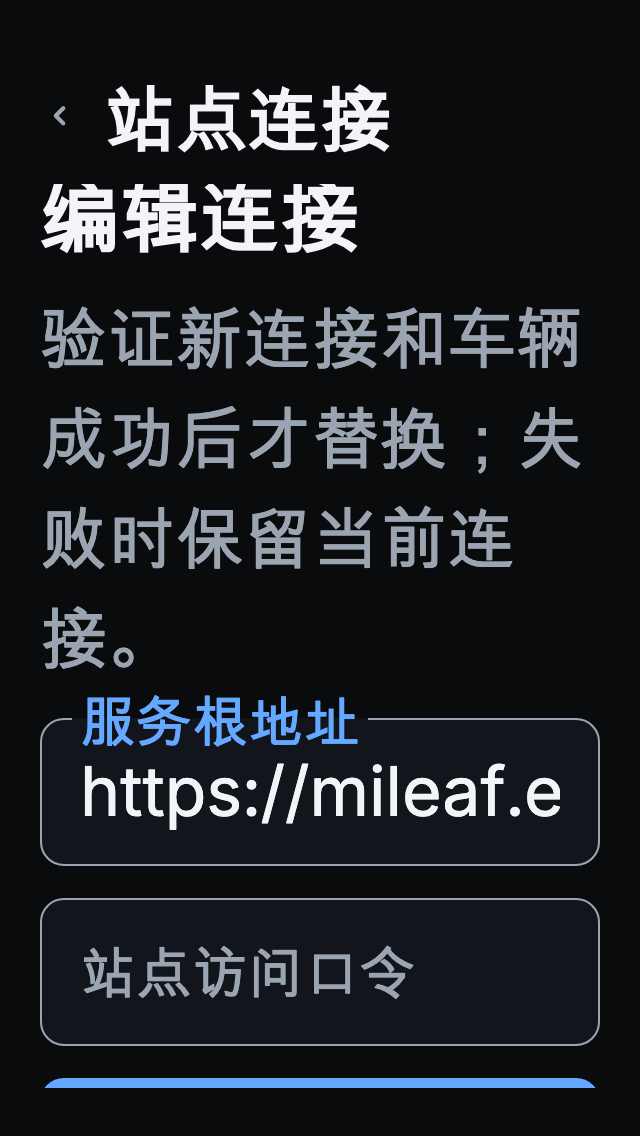 站点连接
编辑连接
验证新连接和车辆
成功后才替换；失
败时保留当前连
接。
服务根地址
https://mileaf.e
站点访问口令